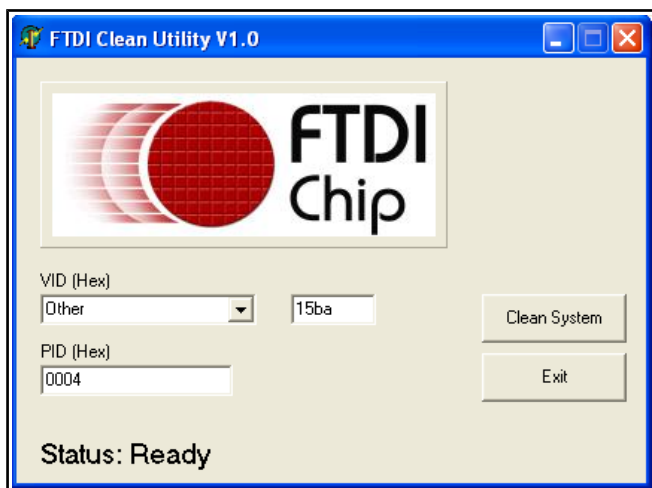 FTDI Clean Utility V1.0
FTDI
Chip
VID (Hex)
Other
15ba
Clean System
PID (Hex)
0004
Exit
Status: Ready